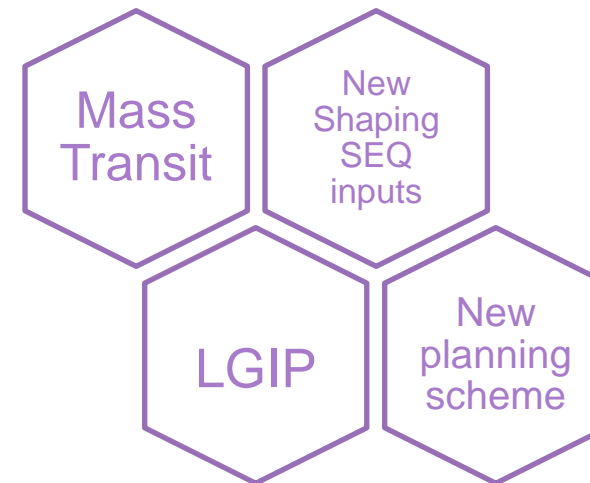 Mass
Transit
New
Shaping
SEQ
inputs
LGIP
New
planning
scheme